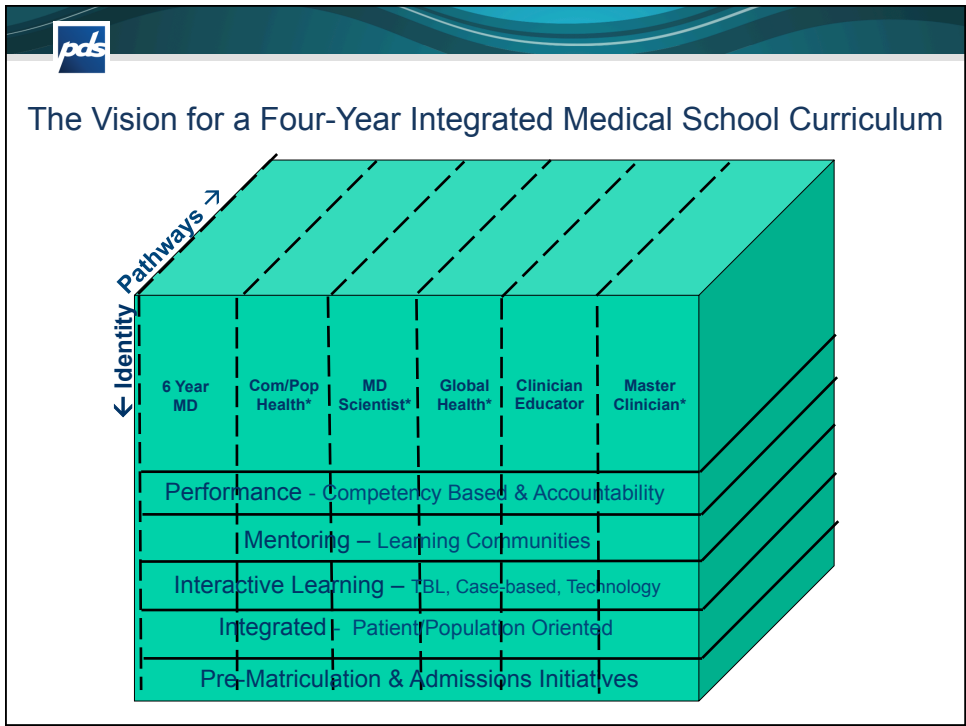 pds
The Vision for a Four-Year Integrated Medical School Curriculum
← Identity Pathways →
6 Year
MD
Com/Pop
Health*
MD
Scientist*
Global
Health*
Clinician
Educator
Master
Clinician*
Performance - Competency Based & Accountability
Mentoring – Learning Communities
Interactive Learning – TBL, Case-based, Technology
Integrated - Patient/Population Oriented
Pre-Matriculation & Admissions Initiatives